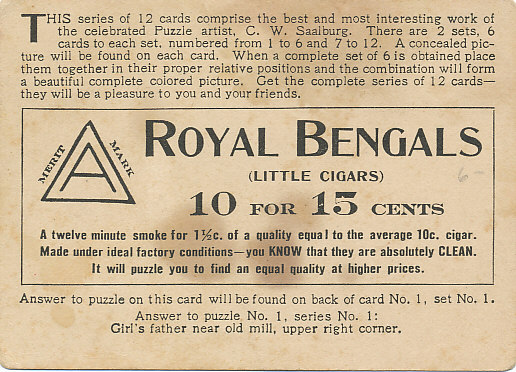 THIS series of 12 cards comprise the best and most interesting work of
the celebrated Puzzle artist, C. W. Saalburg. There are 2 sets, 6
cards to each set, numbered from 1 to 6 and 7 to 12. A concealed pic-
ture will be found on each card. When a complete set of 6 is obtained place
them together in their proper relative positions and the combination will form
a beautiful complete colored picture. Get the complete series of 12 cards—
they will be a pleasure to you and your friends.
MERIT MARK
A
ROYAL BENGALS
(LITTLE CIGARS)
6-
10 FOR 15 CENTS
A twelve minute smoke for 1½c. of a quality equal to the average 10c. cigar.
Made under ideal factory conditions—you KNOW that they are absolutely CLEAN.
It will puzzle you to find an equal quality at higher prices.
Answer to puzzle on this card will be found on back of card No. 1, set No. 1.
Answer to puzzle No. 1, series No. 1:
Girl's father near old mill, upper right corner.